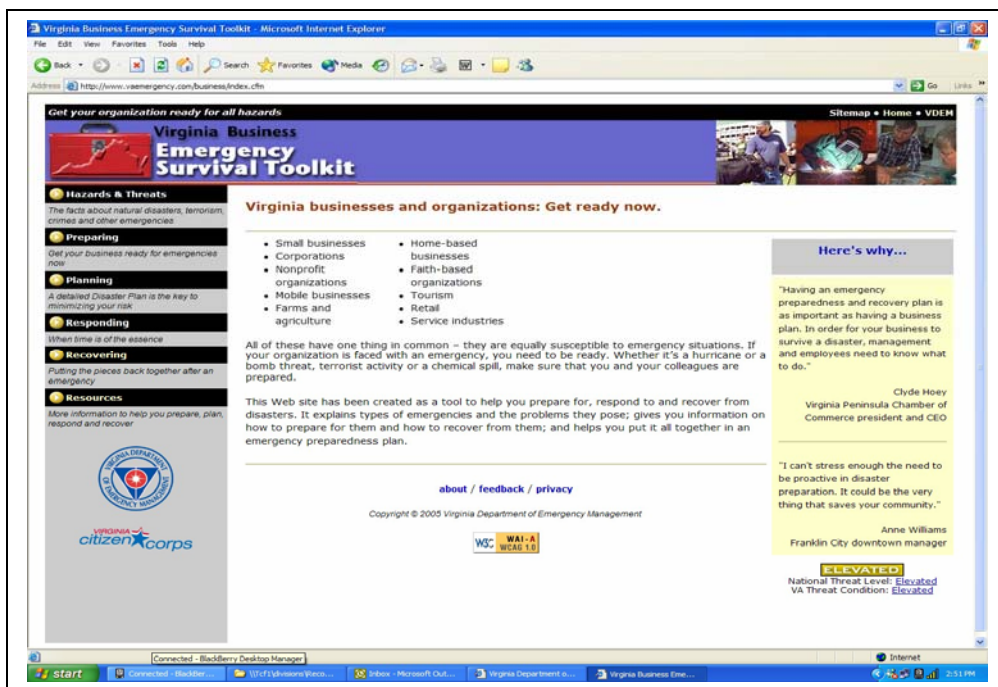 Virginia Business Emergency Survival Toolkit - Microsoft Internet Explorer
File Edit View Favorites Tools Help
Back Search Favorites Media
Address http://www.vaemergency.com/business/index.cfm Go Links
Get your organization ready for all hazards
Sitemap • Home • VDEM
Virginia Business
Emergency
Survival Toolkit
Hazards & Threats
The facts about natural disasters, terrorism,
crimes and other emergencies
Preparing
Get your business ready for emergencies
now
Planning
A detailed Disaster Plan is the key to
minimizing your risk
Responding
When time is of the essence
Recovering
Putting the pieces back together after an
emergency
Resources
More information to help you prepare, plan,
respond and recover
VIRGINIA DEPARTMENT
OF EMERGENCY MANAGEMENT
VIRGINIA
citizen corps
Virginia businesses and organizations: Get ready now.
• Small businesses
• Corporations
• Nonprofit
organizations
• Mobile businesses
• Farms and
agriculture
• Home-based
businesses
• Faith-based
organizations
• Tourism
• Retail
• Service industries
All of these have one thing in common – they are equally susceptible to emergency situations. If
your organization is faced with an emergency, you need to be ready. Whether it's a hurricane or a
bomb threat, terrorist activity or a chemical spill, make sure that you and your colleagues are
prepared.
This Web site has been created as a tool to help you prepare for, respond to and recover from
disasters. It explains types of emergencies and the problems they pose; gives you information on
how to prepare for them and how to recover from them; and helps you put it all together in an
emergency preparedness plan.
about / feedback / privacy
Copyright © 2005 Virginia Department of Emergency Management
W3C WAI-A
WCAG 1.0
Here's why...
"Having an emergency
preparedness and recovery plan is
as important as having a business
plan. In order for your business to
survive a disaster, management
and employees need to know what
to do."
Clyde Hoey
Virginia Peninsula Chamber of
Commerce president and CEO
"I can't stress enough the need to
be proactive in disaster
preparation. It could be the very
thing that saves your community."
Anne Williams
Franklin City downtown manager
ELEVATED
National Threat Level: Elevated
VA Threat Condition: Elevated
Connected - BlackBerry Desktop Manager
Internet
start Connected - BlackBer... \\Tcf1\divisions\Reco... Inbox - Microsoft Out... Virginia Department o... Virginia Business Eme... 2:51 PM